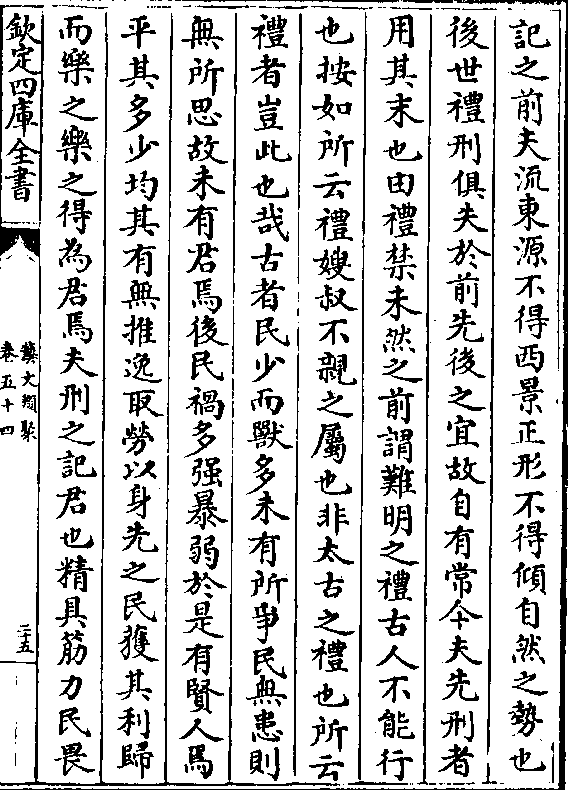 記之前夫流東源不得西景正形不得傾自然之勢也
後世禮刑俱失於前先後之宜故自有常今夫先刑者
用其末也由禮禁未然之前謂難明之禮古人不能行
也按如所云禮嫂叔不親之屬也非太古之禮也所云
禮者豈此也哉古者民少而獸多未有所爭民無患則
無所思故未有君焉後民禍多强暴弱於是有賢人焉
平其多少均其有無推逸取勞以身先之民獲其利歸
而樂之樂之得為君焉夫刑之記君也精具筋力民畏
欽定四庫全書
藝文類聚
卷五十四
二十五